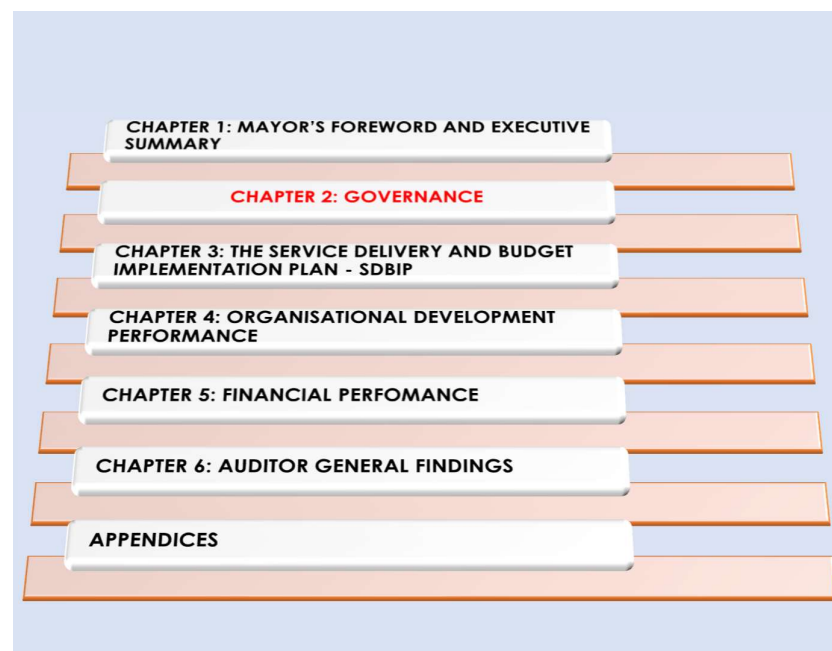 CHAPTER 1: MAYOR'S FOREWORD AND EXECUTIVE
SUMMARY
CHAPTER 2: GOVERNANCE
CHAPTER 3: THE SERVICE DELIVERY AND BUDGET
IMPLEMENTATION PLAN - SDBIP
CHAPTER 4: ORGANISATIONAL DEVELOPMENT
PERFORMANCE
CHAPTER 5: FINANCIAL PERFOMANCE
CHAPTER 6: AUDITOR GENERAL FINDINGS
APPENDICES